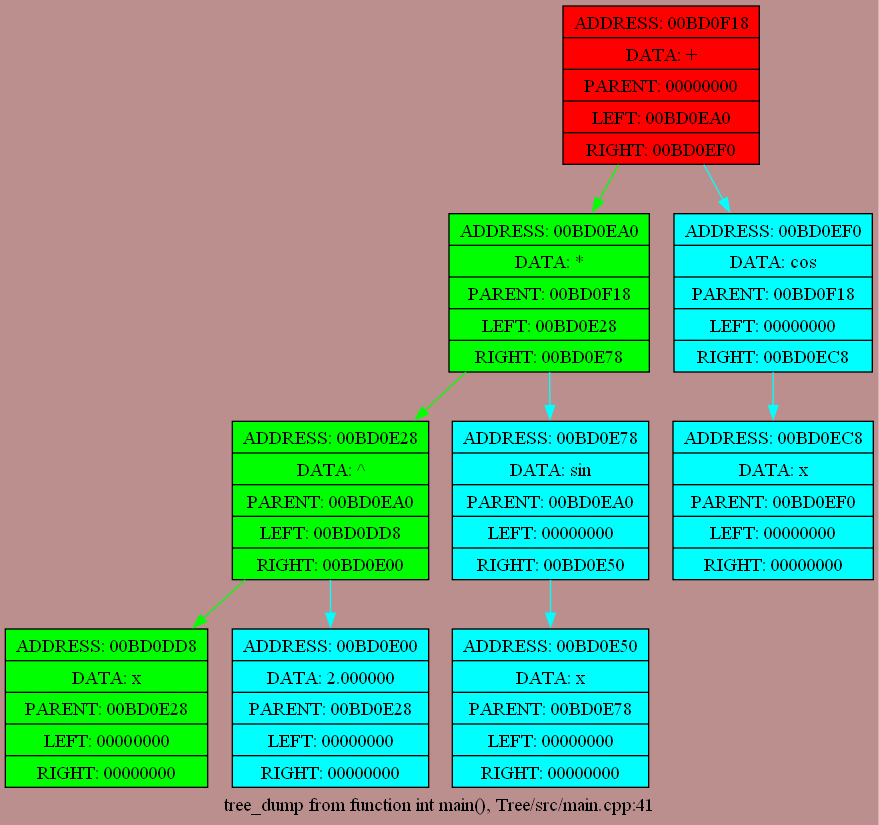 ADDRESS: 00BD0F18
DATA: +
PARENT: 00000000
LEFT: 00BD0EA0
RIGHT: 00BD0EF0
ADDRESS: 00BD0EA0
DATA: *
PARENT: 00BD0F18
LEFT: 00BD0E28
RIGHT: 00BD0E78
ADDRESS: 00BD0EF0
DATA: cos
PARENT: 00BD0F18
LEFT: 00000000
RIGHT: 00BD0EC8
ADDRESS: 00BD0E28
DATA: ^
PARENT: 00BD0EA0
LEFT: 00BD0DD8
RIGHT: 00BD0E00
ADDRESS: 00BD0E78
DATA: sin
PARENT: 00BD0EA0
LEFT: 00000000
RIGHT: 00BD0E50
ADDRESS: 00BD0EC8
DATA: x
PARENT: 00BD0EF0
LEFT: 00000000
RIGHT: 00000000
ADDRESS: 00BD0DD8
DATA: x
PARENT: 00BD0E28
LEFT: 00000000
RIGHT: 00000000
ADDRESS: 00BD0E00
DATA: 2.000000
PARENT: 00BD0E28
LEFT: 00000000
RIGHT: 00000000
ADDRESS: 00BD0E50
DATA: x
PARENT: 00BD0E78
LEFT: 00000000
RIGHT: 00000000
tree_dump from function int main(), Tree/src/main.cpp:41